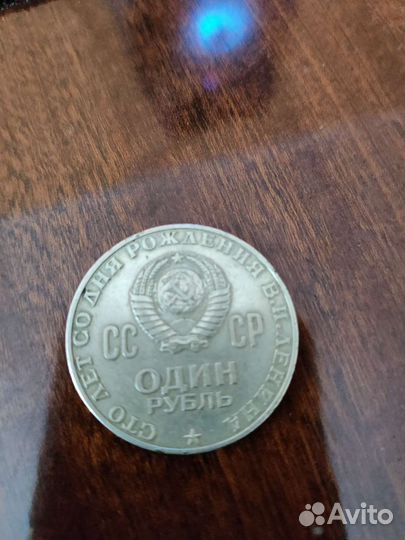 СТО ЛЕТ СО ДНЯ РОЖДЕНИЯ В.И.ЛЕНИНА
СС СР
ОДИН
РУБЛЬ
Avito